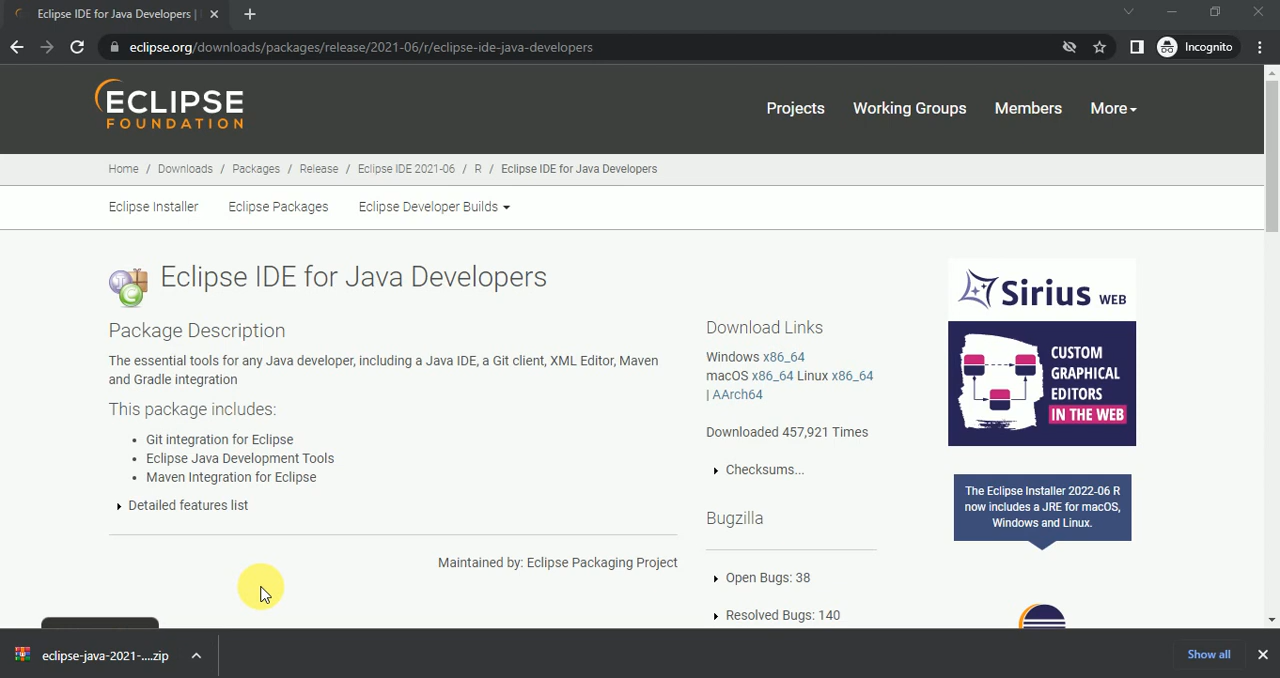 Eclipse IDE for Java Developers |
eclipse.org/downloads/packages/release/2021-06/r/eclipse-ide-java-developers
Incognito
ECLIPSE
FOUNDATION
Projects Working Groups Members More
Home / Downloads / Packages / Release / Eclipse IDE 2021-06 / R / Eclipse IDE for Java Developers
Eclipse Installer Eclipse Packages Eclipse Developer Builds
Eclipse IDE for Java Developers
Package Description
The essential tools for any Java developer, including a Java IDE, a Git client, XML Editor, Maven
and Gradle integration
This package includes:
• Git integration for Eclipse
• Eclipse Java Development Tools
• Maven Integration for Eclipse
Detailed features list
Maintained by: Eclipse Packaging Project
Download Links
Windows x86_64
macOS x86_64 Linux x86_64
| AArch64
Downloaded 457,921 Times
Checksums...
Bugzilla
Open Bugs: 38
Resolved Bugs: 140
Sirius WEB
CUSTOM
GRAPHICAL
EDITORS
IN THE WEB
The Eclipse Installer 2022-06 R
now includes a JRE for macOS,
Windows and Linux.
eclipse-java-2021-....zip
Show all